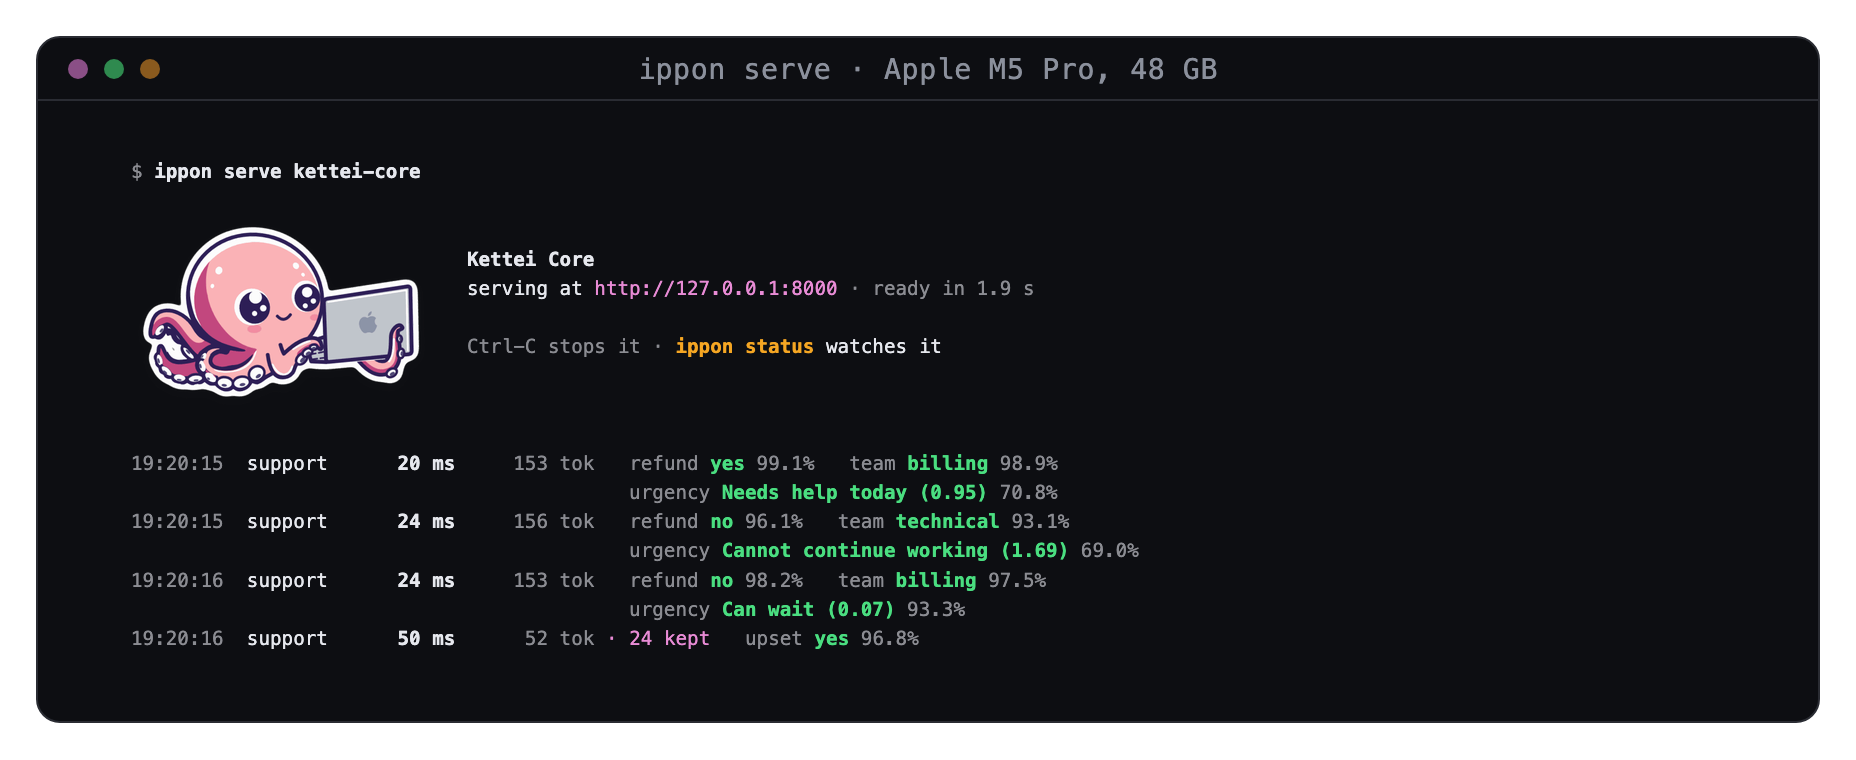 ippon serve · Apple M5 Pro, 48 GB
$ ippon serve kettei-core
Kettei Core
serving at http://127.0.0.1:8000 · ready in 1.9 s
Ctrl-C stops it · ippon status watches it
19:20:15 support 20 ms 153 tok refund yes 99.1% team billing 98.9%
urgency Needs help today (0.95) 70.8%
19:20:15 support 24 ms 156 tok refund no 96.1% team technical 93.1%
urgency Cannot continue working (1.69) 69.0%
19:20:16 support 24 ms 153 tok refund no 98.2% team billing 97.5%
urgency Can wait (0.07) 93.3%
19:20:16 support 50 ms 52 tok · 24 kept upset yes 96.8%